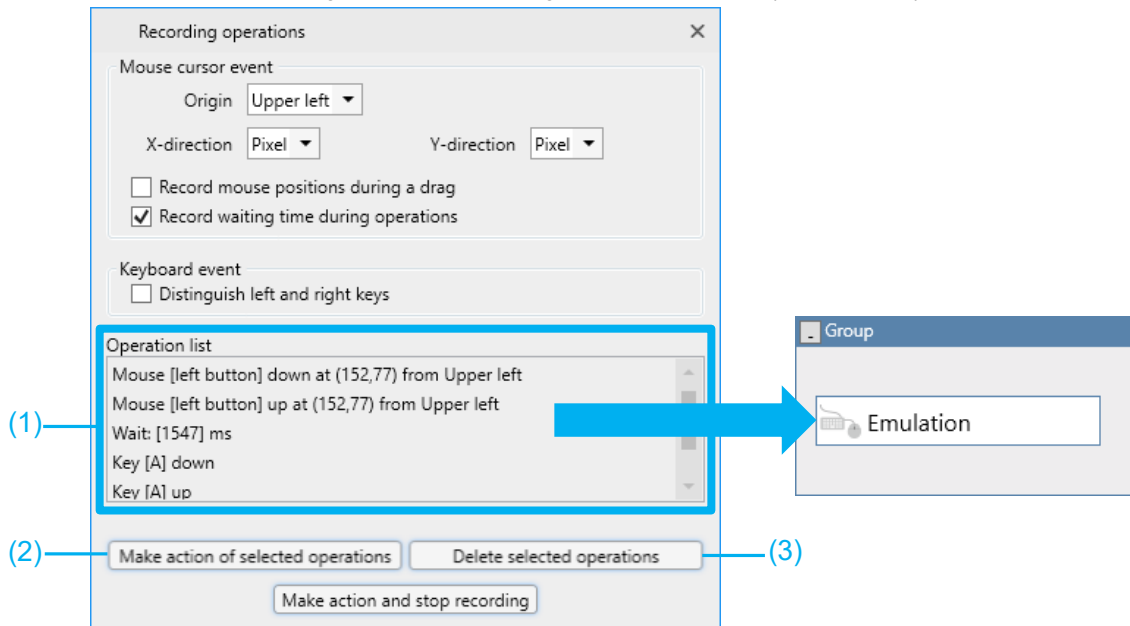 Recording operations
Mouse cursor event
Origin Upper left
X-direction Pixel Y-direction Pixel
Record mouse positions during a drag
Record waiting time during operations
Keyboard event
Distinguish left and right keys
Operation list
Mouse [left button] down at (152,77) from Upper left
Mouse [left button] up at (152,77) from Upper left
Wait: [1547] ms
Key [A] down
Key [A] up
Group
Emulation
(1)
(2)
Make action of selected operations
Delete selected operations
(3)
Make action and stop recording